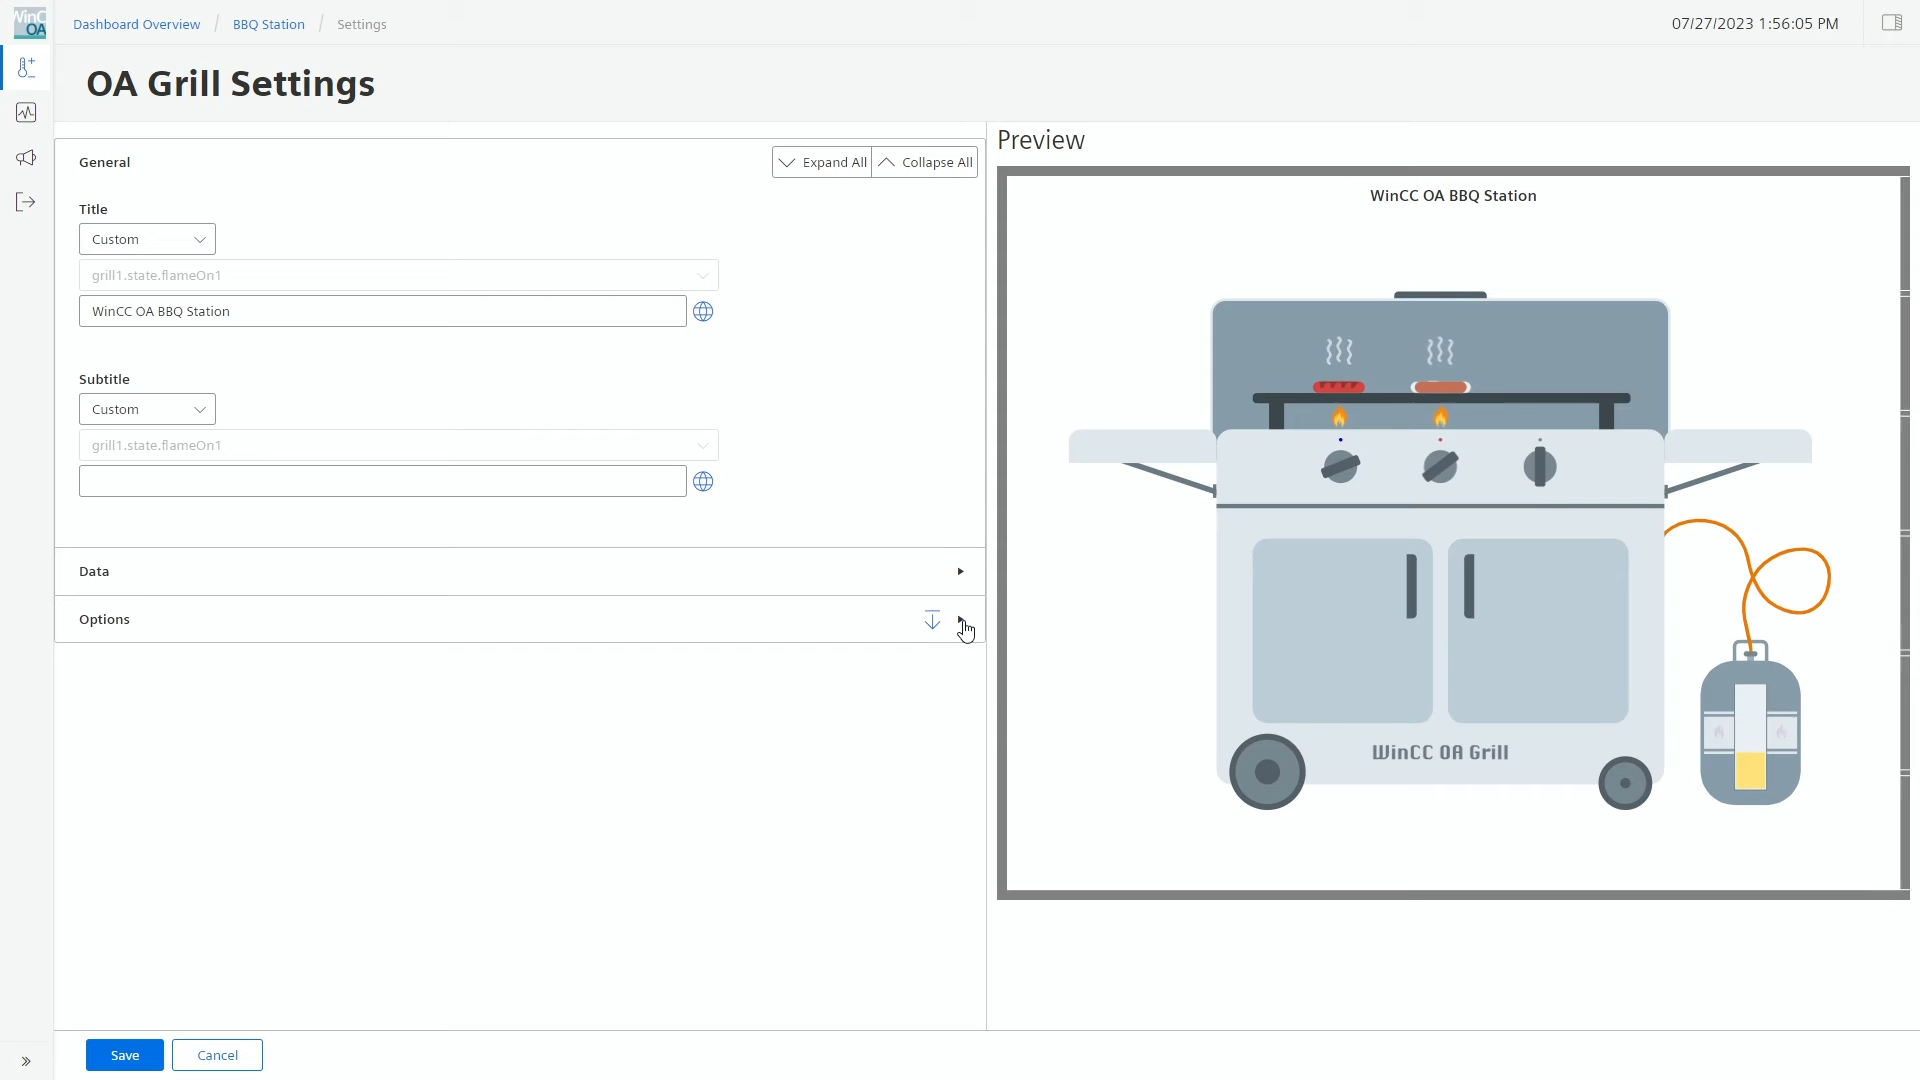 WinCC OA
Dashboard Overview / BBQ Station / Settings
07/27/2023 1:56:05 PM
OA Grill Settings
General
Expand All
Collapse All
Title
Custom
grill1.state.flameOn1
WinCC OA BBQ Station
Subtitle
Custom
grill1.state.flameOn1
Data
Options
Save
Cancel
Preview
WinCC OA BBQ Station
WinCC OA Grill